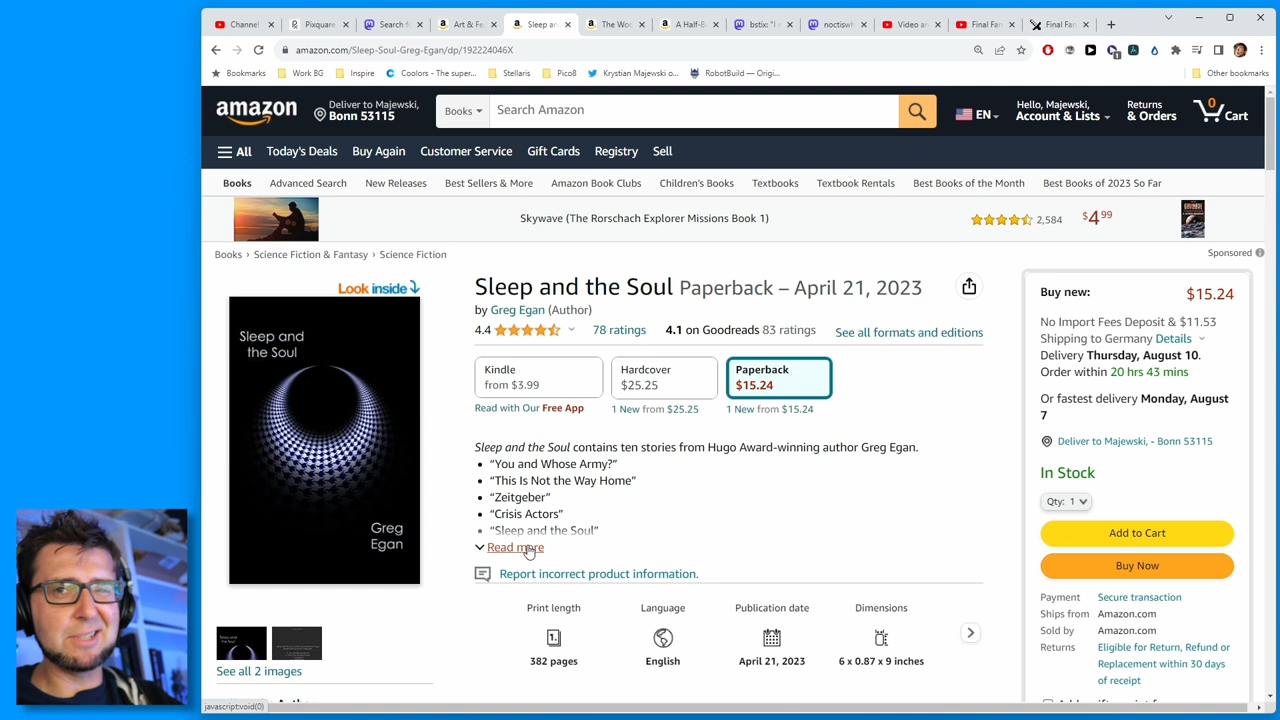 Channel
Pixquare
Search f
Art & Fe
Sleep an
The Woo
A Half-B
bstix: "I
noctiswh
Video an
Final Fan
Final Fan
amazon.com/Sleep-Soul-Greg-Egan/dp/192224046X
Bookmarks
Work BG
Inspire
Coolors - The super...
Stellaris
Pico8
Krystian Majewski o...
RobotBuild — Origi...
Other bookmarks
amazon
Deliver to Majewski,
Bonn 53115
Books
Search Amazon
EN
Hello, Majewski,
Account & Lists
Returns
& Orders
0
Cart
All
Today's Deals
Buy Again
Customer Service
Gift Cards
Registry
Sell
Books
Advanced Search
New Releases
Best Sellers & More
Amazon Book Clubs
Children's Books
Textbooks
Textbook Rentals
Best Books of the Month
Best Books of 2023 So Far
Skywave (The Rorschach Explorer Missions Book 1)
2,584
$4 99
Sponsored
Books › Science Fiction & Fantasy › Science Fiction
Look inside
Sleep and
the Soul
Greg
Egan
See all 2 images
Sleep and the Soul Paperback – April 21, 2023
by Greg Egan (Author)
4.4 78 ratings 4.1 on Goodreads 83 ratings
See all formats and editions
Kindle
from $3.99
Read with Our Free App
Hardcover
$25.25
1 New from $25.25
Paperback
$15.24
1 New from $15.24
Sleep and the Soul contains ten stories from Hugo Award-winning author Greg Egan.
• “You and Whose Army?”
• “This Is Not the Way Home”
• “Zeitgeber”
• “Crisis Actors”
• “Sleep and the Soul”
Read more
Report incorrect product information.
Print length
382 pages
Language
English
Publication date
April 21, 2023
Dimensions
6 x 0.87 x 9 inches
Buy new: $15.24
No Import Fees Deposit & $11.53
Shipping to Germany Details
Delivery Thursday, August 10.
Order within 20 hrs 43 mins
Or fastest delivery Monday, August
7
Deliver to Majewski, - Bonn 53115
In Stock
Qty: 1
Add to Cart
Buy Now
Payment Secure transaction
Ships from Amazon.com
Sold by Amazon.com
Returns Eligible for Return, Refund or
Replacement within 30 days
of receipt
javascript:void(0)